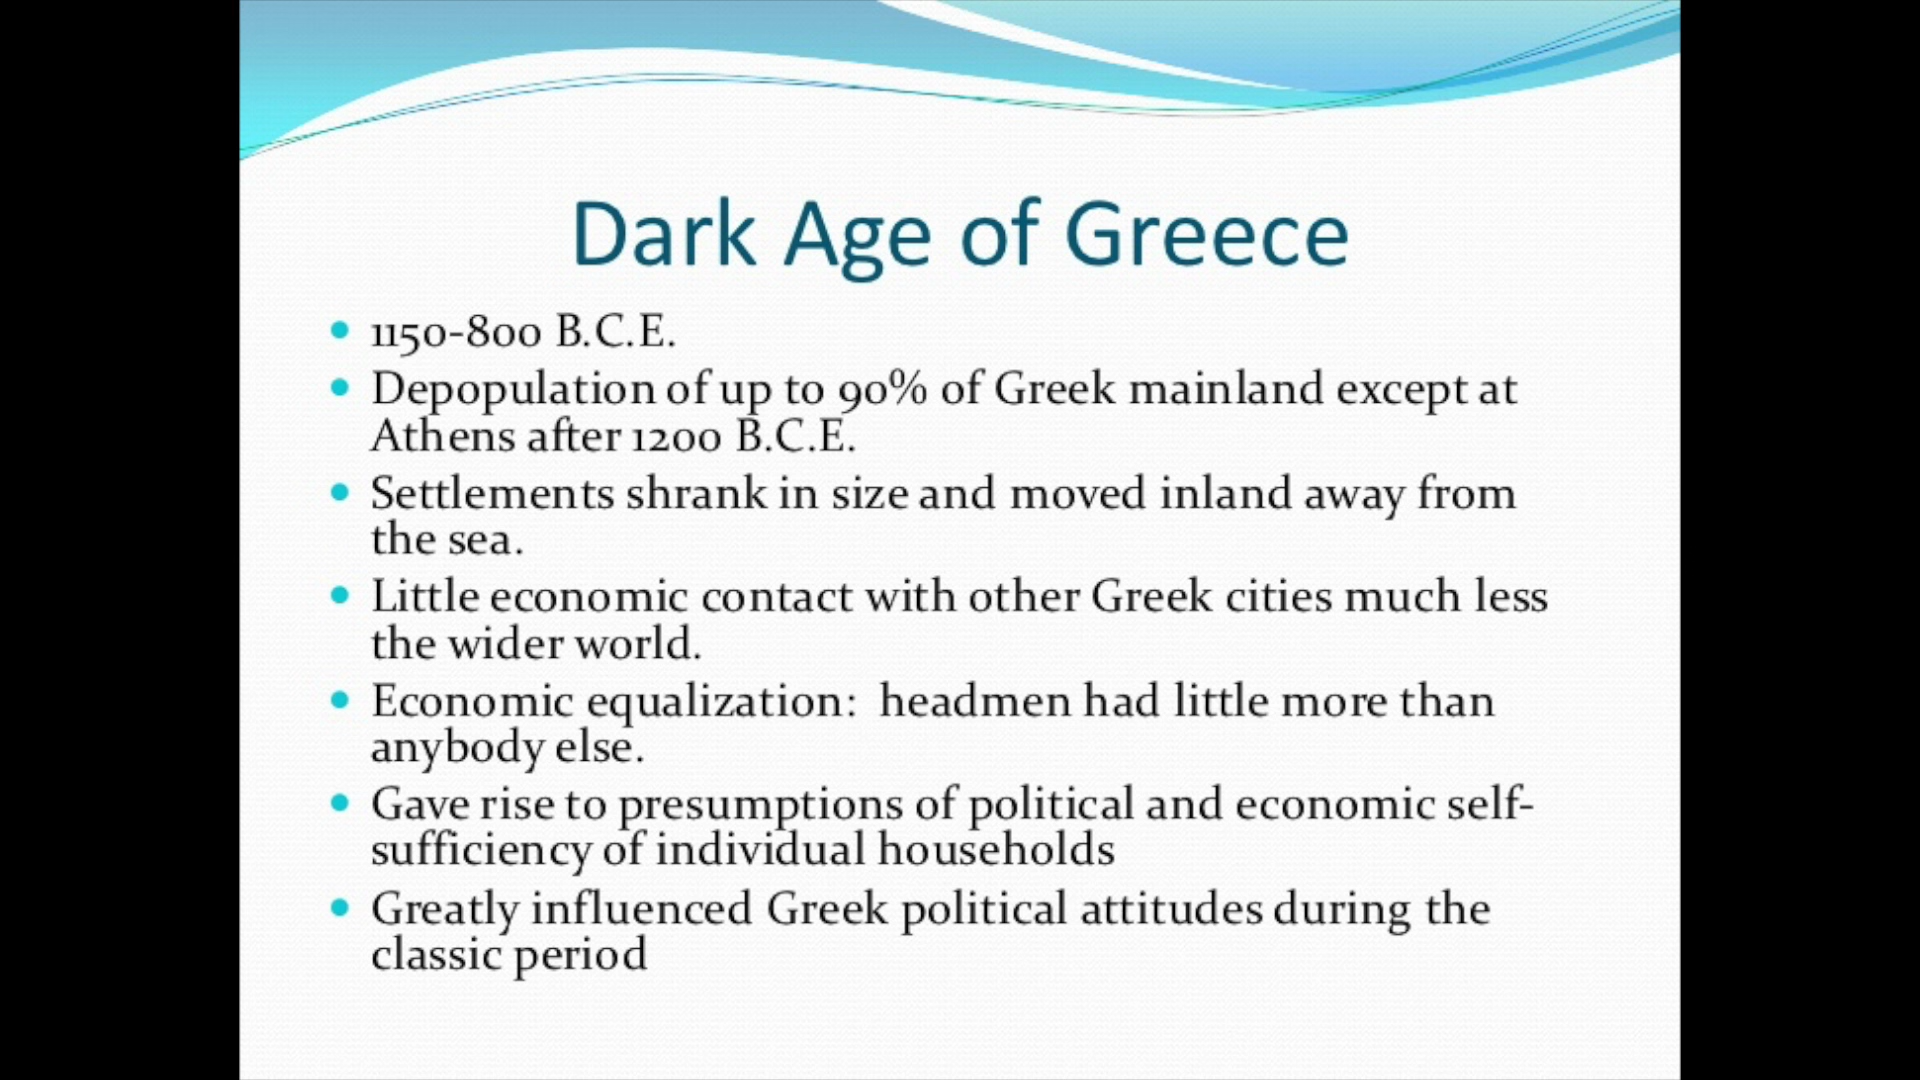 Dark Age of Greece
1150-800 B.C.E.
Depopulation of up to 90% of Greek mainland except at
Athens after 1200 B.C.E.
Settlements shrank in size and moved inland away from
the sea.
Little economic contact with other Greek cities much less
the wider world.
Economic equalization:  headmen had little more than
anybody else.
Gave rise to presumptions of political and economic self-
sufficiency of individual households
Greatly influenced Greek political attitudes during the
classic period